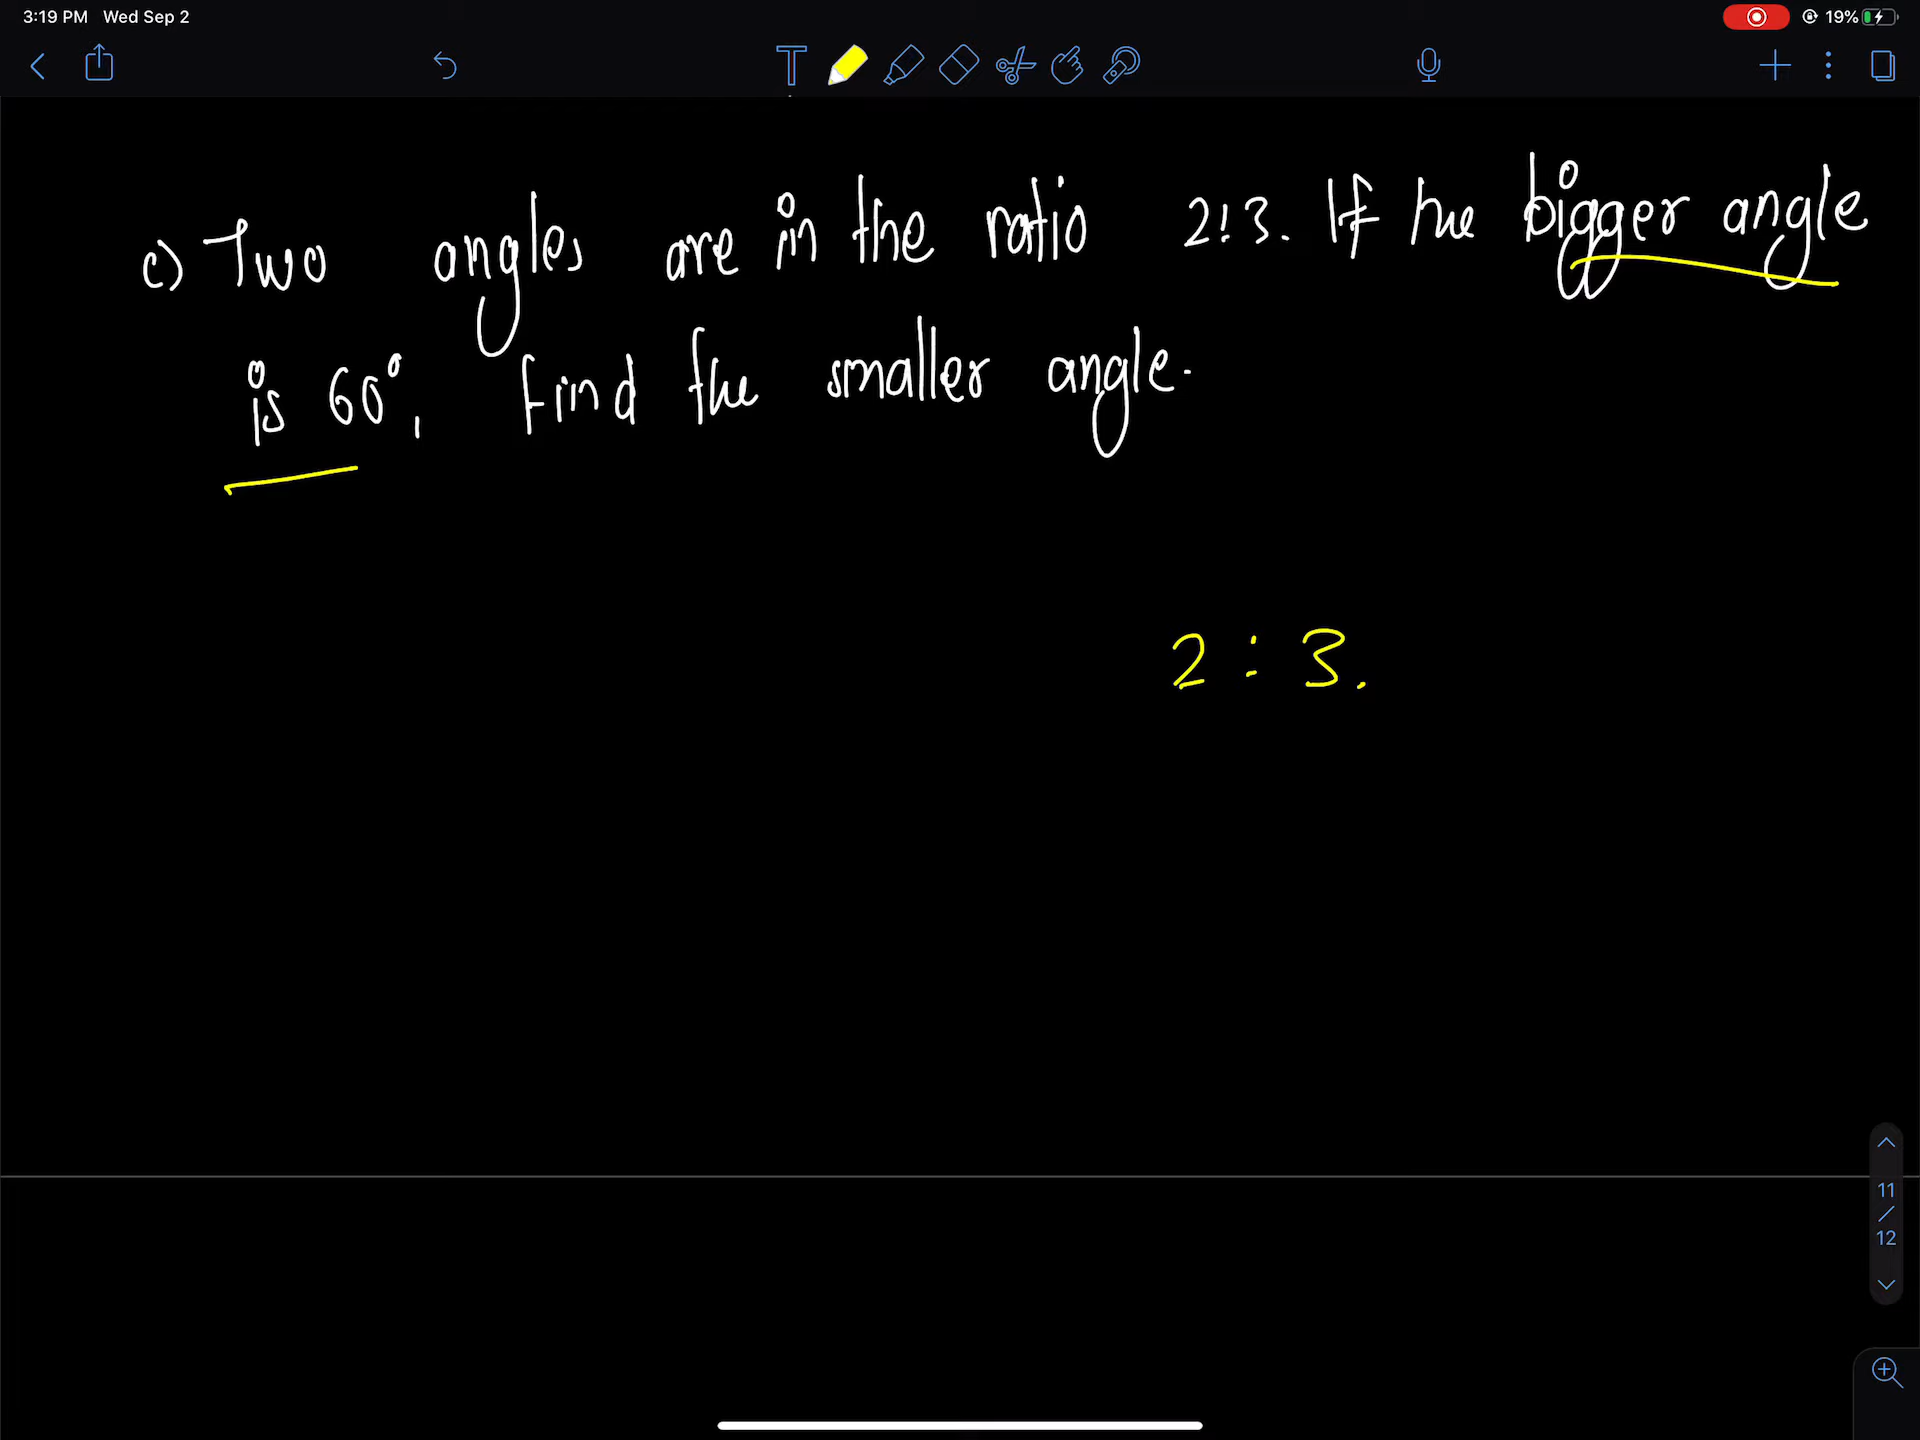 3:19 PM Wed Sep 2
19%
T
c) Two angles are in the ratio 2:3. If the bigger angle
is 60°, find the smaller angle.
2 : 3.
11
/
12